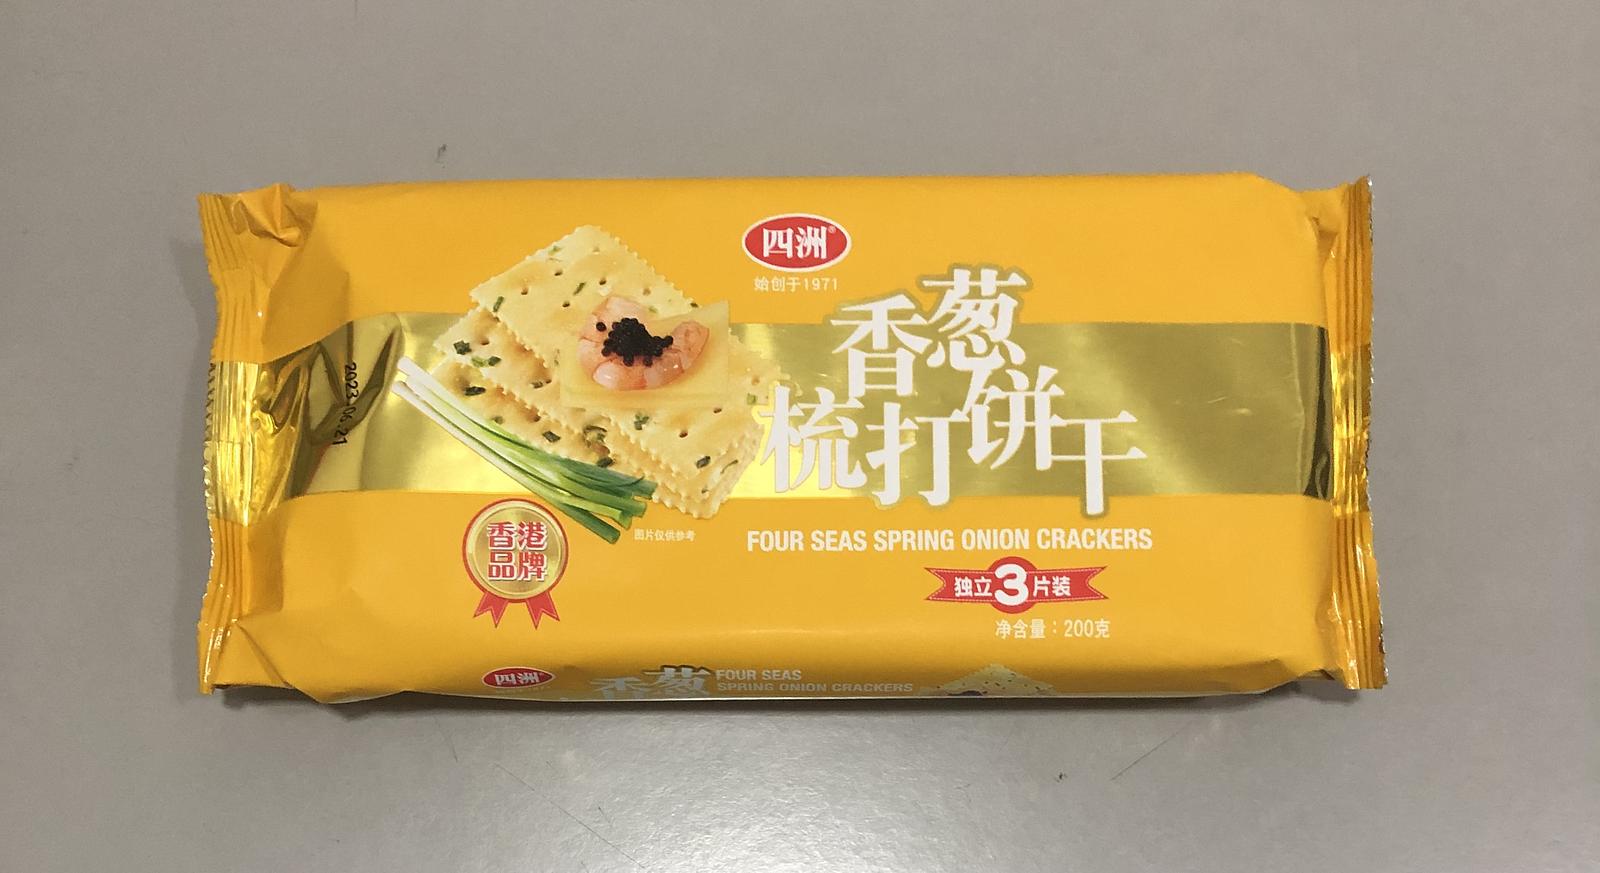 四洲®
始创于1971
香葱
梳打饼干
FOUR SEAS SPRING ONION CRACKERS
独立3片装
净含量：200克
图片仅供参考
香港
品牌
2023.06.21
四洲®
香葱
FOUR SEAS
SPRING ONION CRACKERS